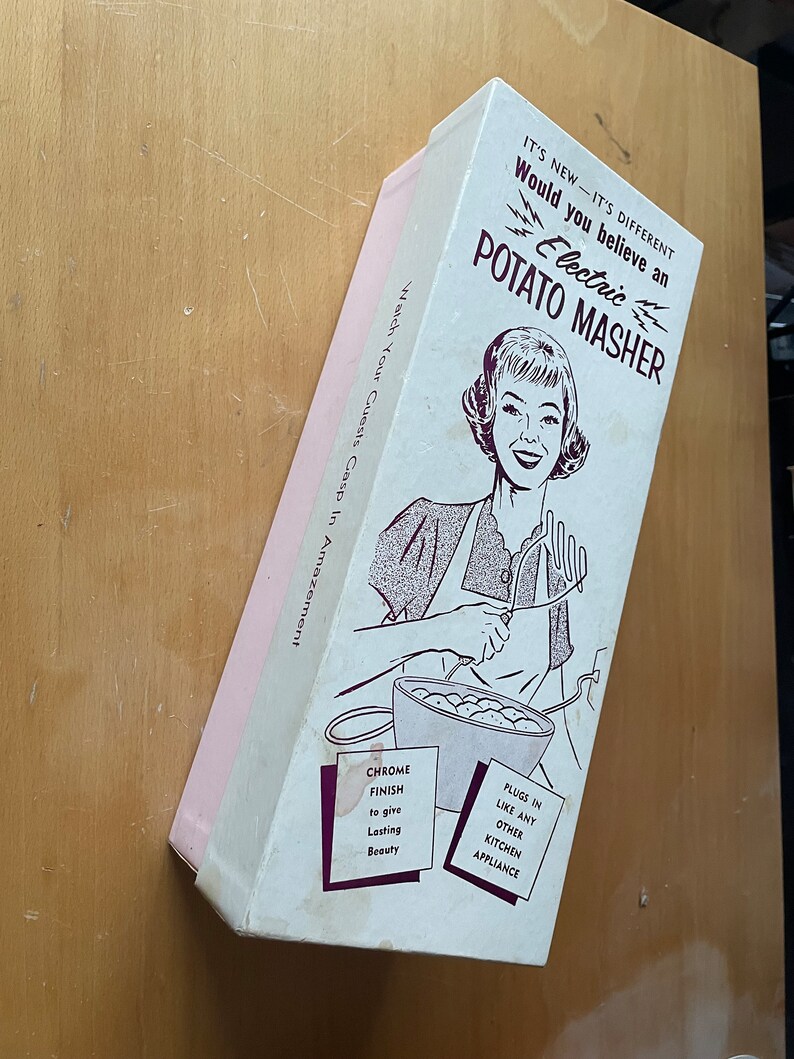 IT'S NEW—IT'S DIFFERENT
Would you believe an
Electric
POTATO MASHER
Watch Your Guests Gasp In Amazement
CHROME
FINISH
to give
Lasting
Beauty
PLUGS IN
LIKE ANY
OTHER
KITCHEN
APPLIANCE